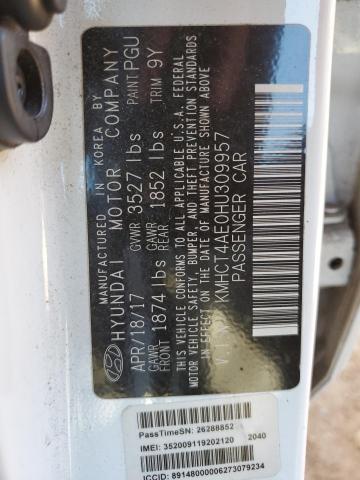 MANUFACTURED IN KOREA BY
HYUNDAI MOTOR COMPANY
APR/18/17 GVWR 3527 lbs PAINT PGU
GAWR FRONT 1874 lbs GAWR REAR 1852 lbs TRIM 9Y
THIS VEHICLE CONFORMS TO ALL APPLICABLE U.S.A. FEDERAL
MOTOR VEHICLE SAFETY, BUMPER, AND THEFT PREVENTION
STANDARDS IN EFFECT ON THE DATE OF MANUFACTURE SHOWN ABOVE.
V.I.N. : KMHCT4AE0HU309957
PASSENGER CAR
PassTimeSN: 26288852
IMEI: 352009119202120 2040
ICCID: 89148000006273079234